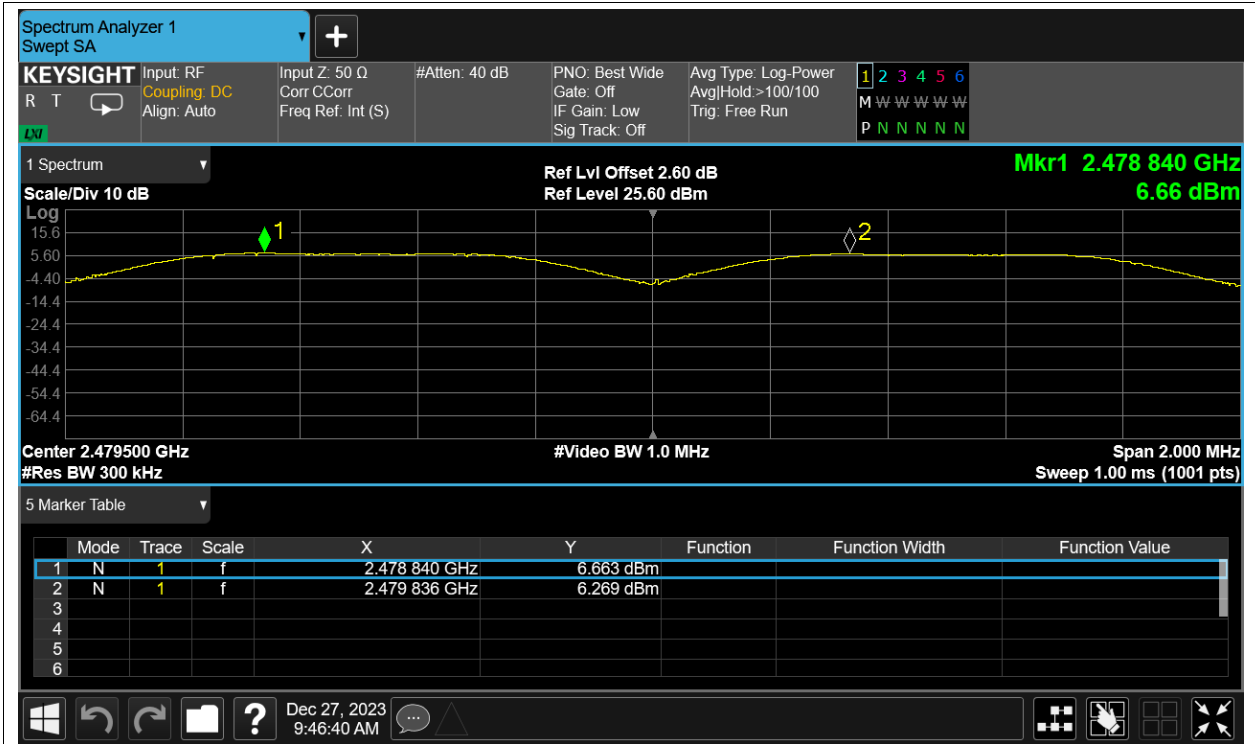 Spectrum Analyzer 1
Swept SA
KEYSIGHT
R T
LXI
Input: RF
Coupling: DC
Align: Auto
Input Z: 50 Ω
Corr CCorr
Freq Ref: Int (S)
#Atten: 40 dB
PNO: Best Wide
Gate: Off
IF Gain: Low
Sig Track: Off
Avg Type: Log-Power
Avg|Hold:>100/100
Trig: Free Run
1 2 3 4 5 6
M W W W W W
P N N N N N
1 Spectrum
Scale/Div 10 dB
Ref Lvl Offset 2.60 dB
Ref Level 25.60 dBm
Mkr1 2.478 840 GHz
6.66 dBm
Log
15.6
5.60
-4.40
-14.4
-24.4
-34.4
-44.4
-54.4
-64.4
1
2
Center 2.479500 GHz
#Res BW 300 kHz
#Video BW 1.0 MHz
Span 2.000 MHz
Sweep 1.00 ms (1001 pts)
5 Marker Table
Mode Trace Scale X Y Function Function Width Function Value
1 N 1 f 2.478 840 GHz 6.663 dBm
2 N 1 f 2.479 836 GHz 6.269 dBm
3
4
5
6
?
Dec 27, 2023
9:46:40 AM